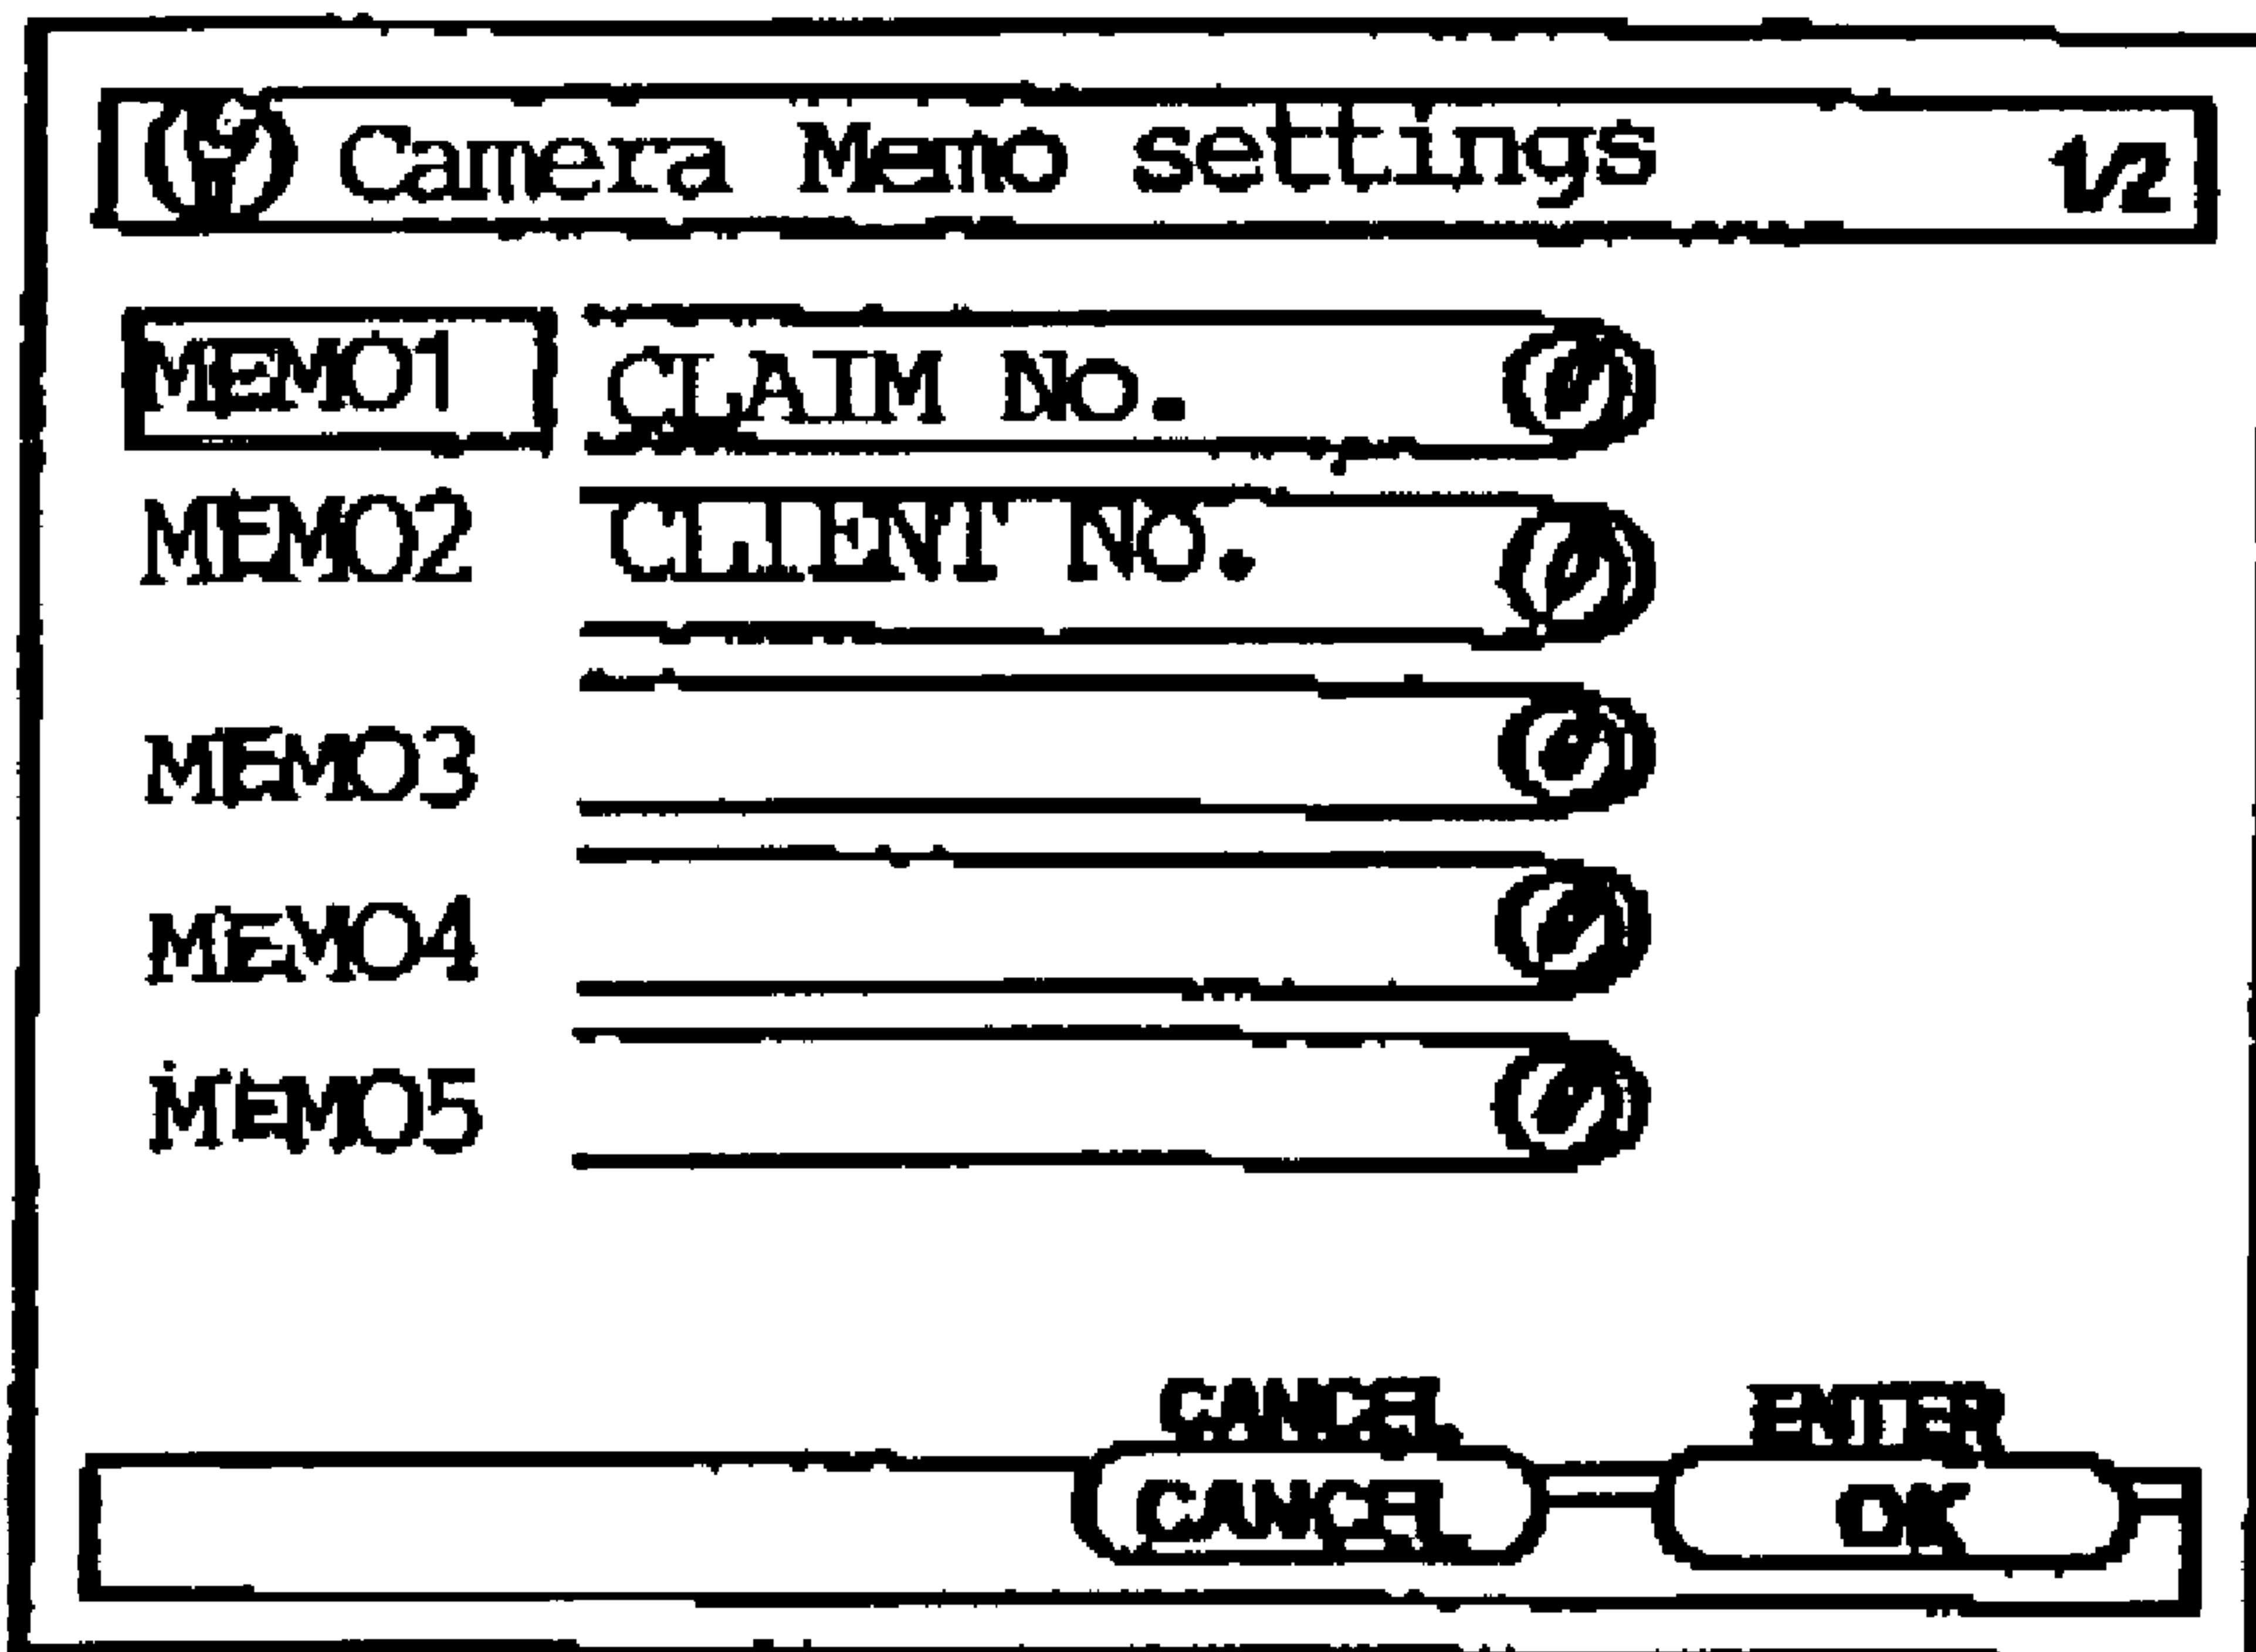 Camera Memo settings 1/2
MEMO1 CLAIM No.
MEMO2 CLIENT NO.
MEMO3
MEMO4
MEMO5
CANCEL ENTER
CANCEL OK